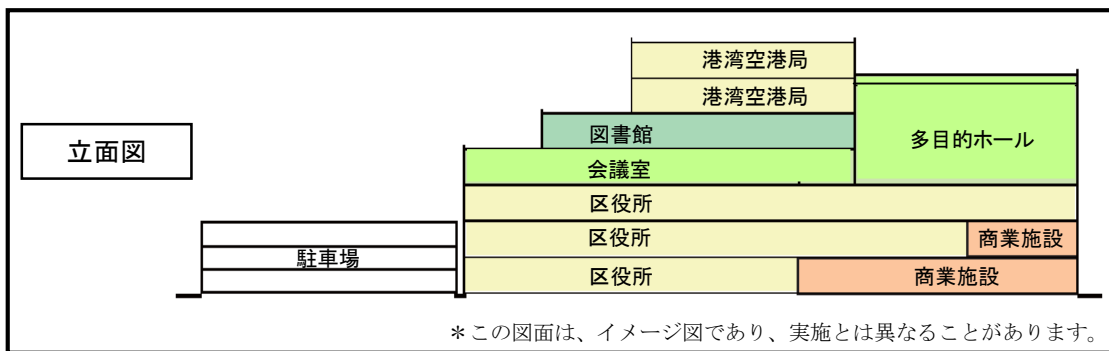 港湾空港局
港湾空港局
図書館
多目的ホール
立面図
会議室
区役所
区役所
商業施設
駐車場
区役所
商業施設
＊この図面は、イメージ図であり、実施とは異なることがあります。